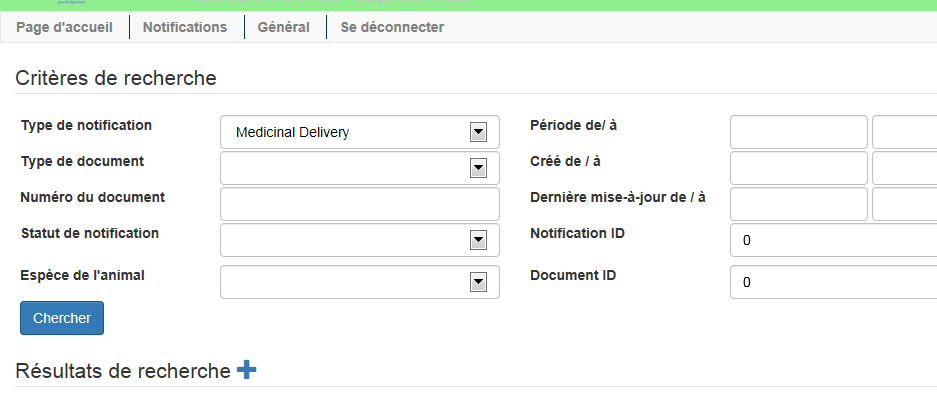 Page d'accueil Notifications Général Se déconnecter
Critères de recherche
Type de notification Medicinal Delivery Période de/ à
Type de document Créé de / à
Numéro du document Dernière mise-à-jour de / à
Statut de notification Notification ID 0
Espèce de l'animal Document ID 0
Chercher
Résultats de recherche